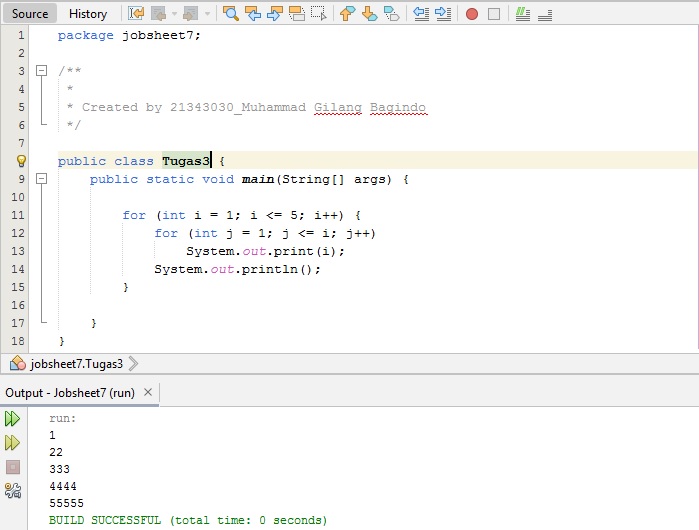 Source History
1 package jobsheet7;
2
3 /**
4 *
5 * Created by 21343030_Muhammad Gilang Bagindo
6 */
7
public class Tugas3 {
9 public static void main(String[] args) {
10
11 for (int i = 1; i <= 5; i++) {
12 for (int j = 1; j <= i; j++)
13 System.out.print(i);
14 System.out.println();
15 }
16
17 }
18 }
jobsheet7.Tugas3
Output - Jobsheet7 (run) ×
run:
1
22
333
4444
55555
BUILD SUCCESSFUL (total time: 0 seconds)